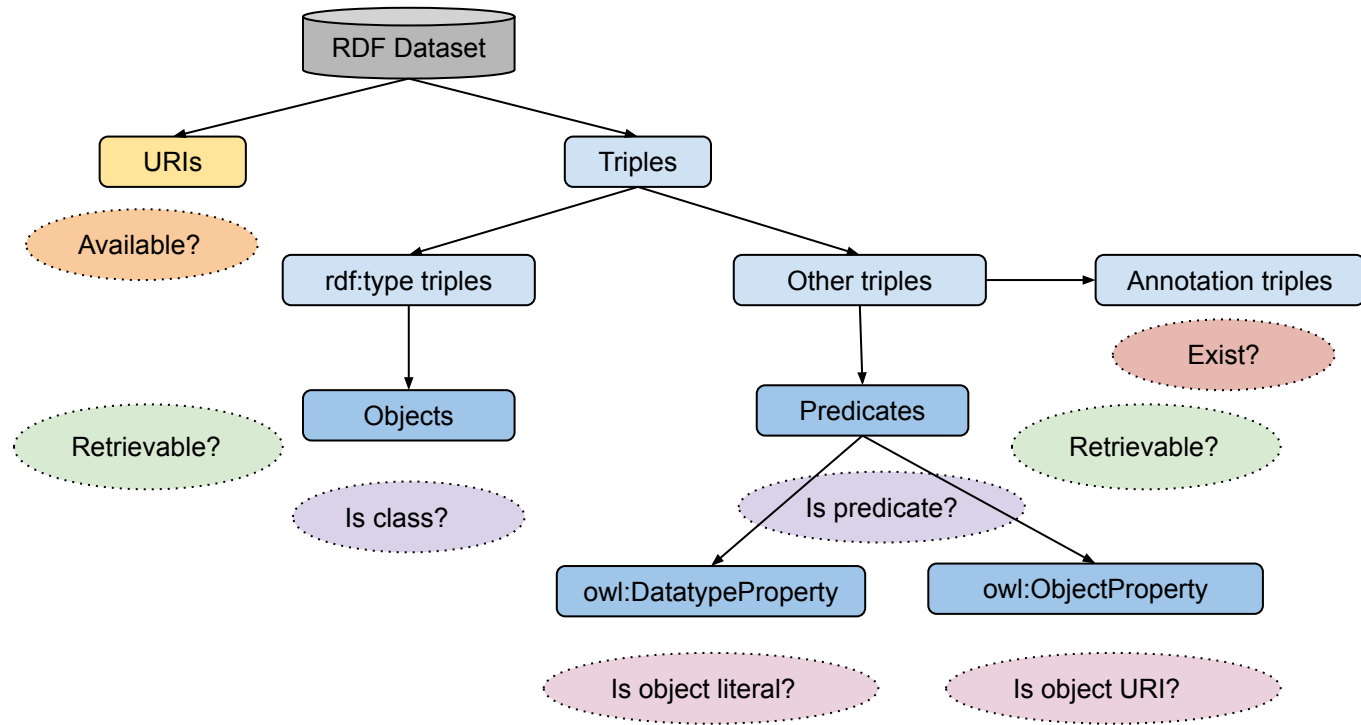 RDF Dataset
URIs
Triples
Available?
rdf:type triples
Other triples
Annotation triples
Exist?
Objects
Predicates
Retrievable?
Retrievable?
Is class?
Is predicate?
owl:DatatypeProperty
owl:ObjectProperty
Is object literal?
Is object URI?